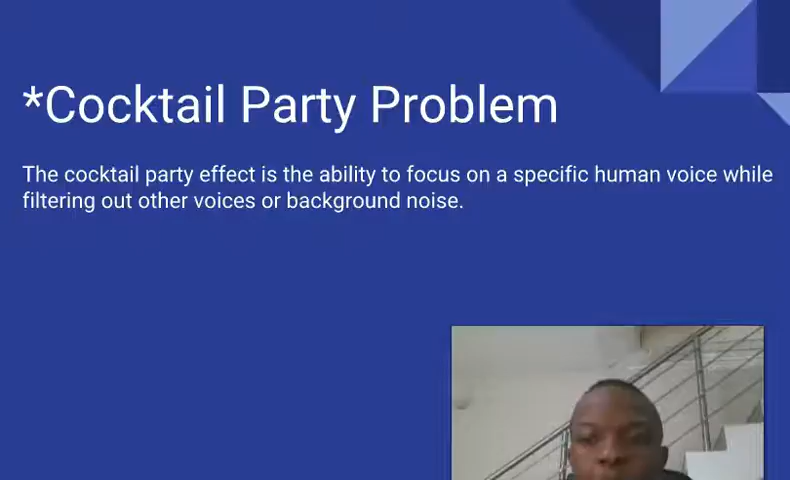 *Cocktail Party Problem
The cocktail party effect is the ability to focus on a specific human voice while
filtering out other voices or background noise.